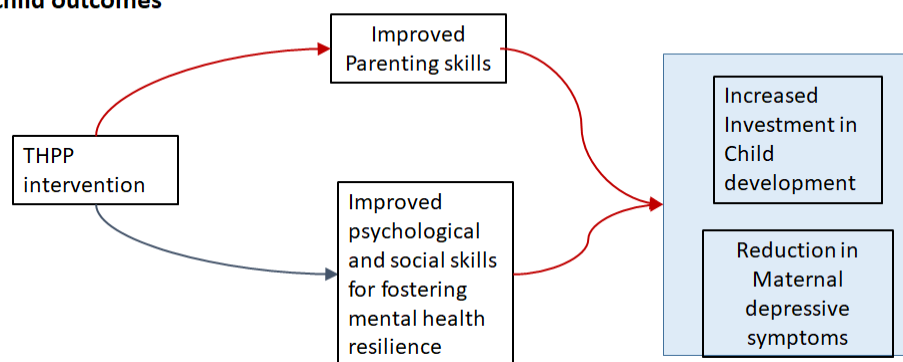 child outcomes
Improved
Parenting skills
THPP
intervention
Improved
psychological
and social skills
for fostering
mental health
resilience
Increased
Investment in
Child
development
Reduction in
Maternal
depressive
symptoms